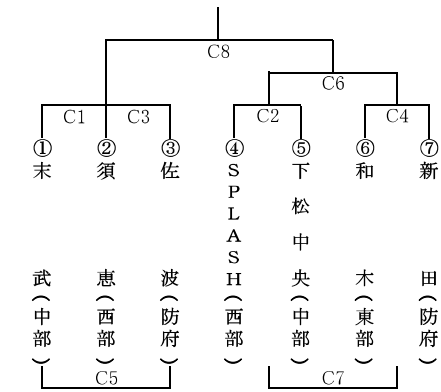 C8
C6
C1
C3
C2
C4
①末武(中部)
②須恵(西部)
③佐波(防府)
④SPLASH(西部)
⑤下松中央(中部)
⑥和木(東部)
⑦新田(防府)
C5
C7